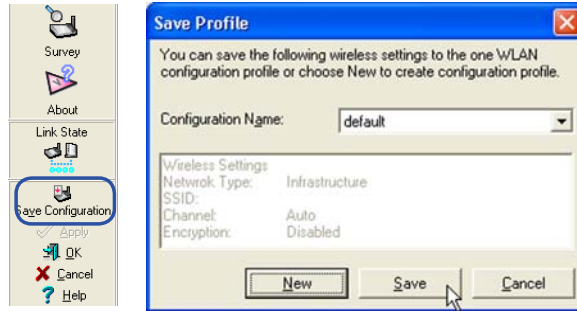 Survey
About
Link State
Save Configuration
Apply
OK
Cancel
Help
Save Profile
You can save the following wireless settings to the one WLAN
configuration profile or choose New to create configuration profile.
Configuration Name: default
Wireless Settings
Netwrok Type: Infrastructure
SSID:
Channel: Auto
Encryption: Disabled
New Save Cancel